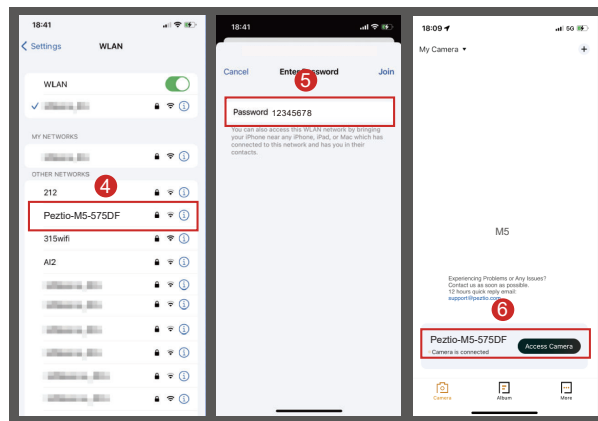 18:41
Settings
WLAN
WLAN
MY NETWORKS
OTHER NETWORKS
212
4
Peztio-M5-575DF
315wifi
AI2
18:41
Cancel
Enter Password
Join
5
Password 12345678
You can also access this WLAN network by bringing
your iPhone near any iPhone, iPad, or Mac which has
connected to this network and has you in their
contacts.
18:09
5G
My Camera
+
M5
Experiencing Problems or Any Issues?
Contact us as soon as possible.
12 hours quick reply email:
support@peztio.com
6
Peztio-M5-575DF
Camera is connected
Access Camera
Camera
Album
More